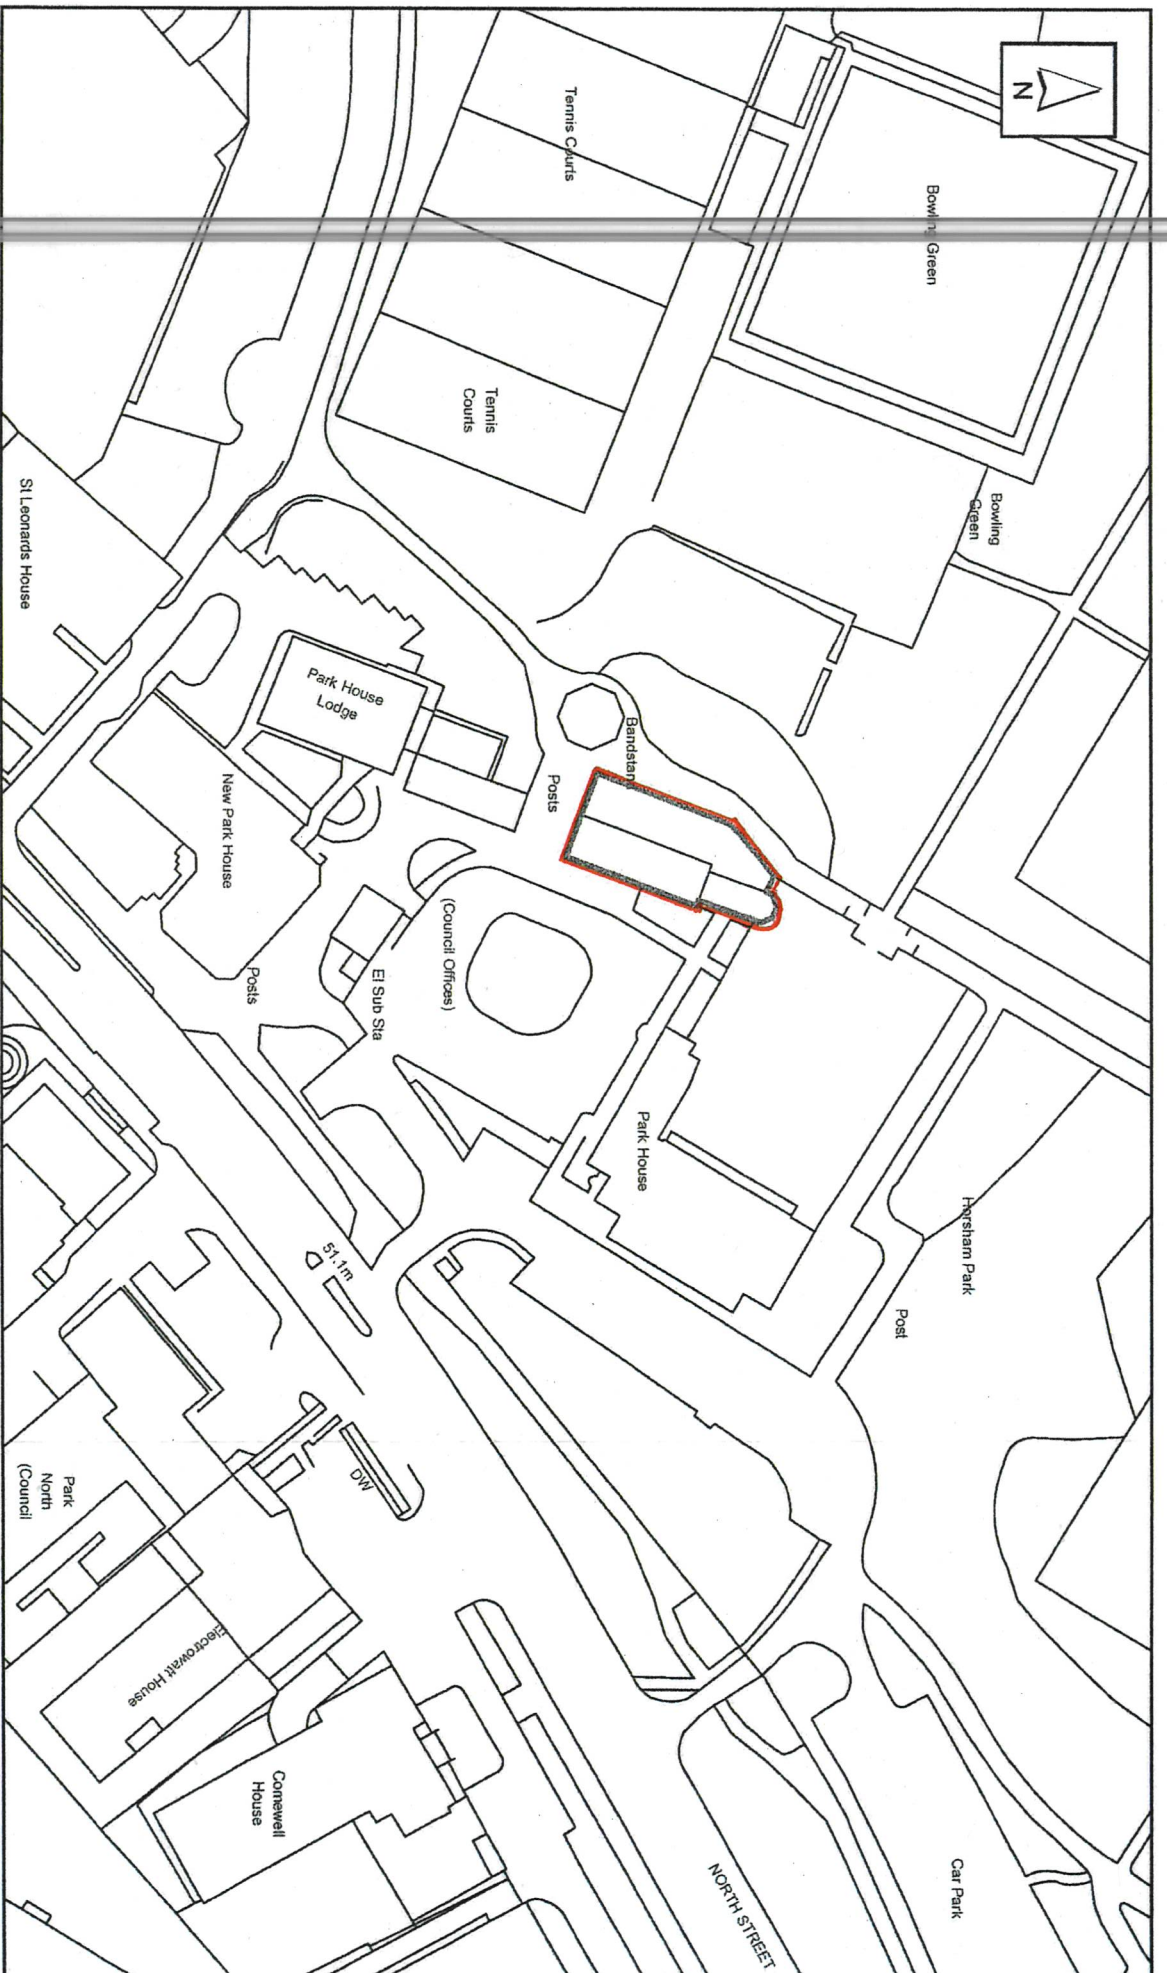 N
Tennis Courts
Bowling Green
Tennis
Courts
Bowling
Green
St Leonards House
Park House
Lodge
Bandstand
Posts
New Park House
(Council Offices)
El Sub Sta
Posts
Park House
Horsham Park
Post
51.1m
DW
Park
North
(Council
Electrowatt House
Comewell
House
Car Park
NORTH STREET